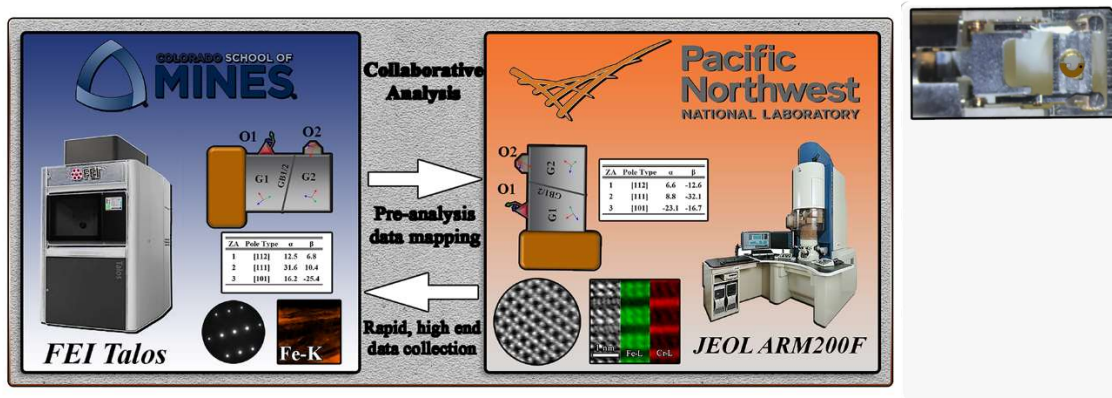 COLORADO SCHOOL OF
MINES
O1 O2
G1 GB1/2 G2
ZA Pole Type α β
1 [112] 12.5 6.8
2 [111] 31.6 10.4
3 [101] 16.2 -25.4
FEI
Talos
Fe-K
FEI Talos
Collaborative
Analysis
Pre-analysis
data mapping
Rapid, high end
data collection
Pacific
Northwest
NATIONAL LABORATORY
O2
O1
G2
GB1/2
G1
ZA Pole Type α β
1 [112] 6.6 -12.6
2 [111] 8.8 -32.1
3 [101] -23.1 -16.7
1 nm Fe-L Cr-L
JEOL ARM200F